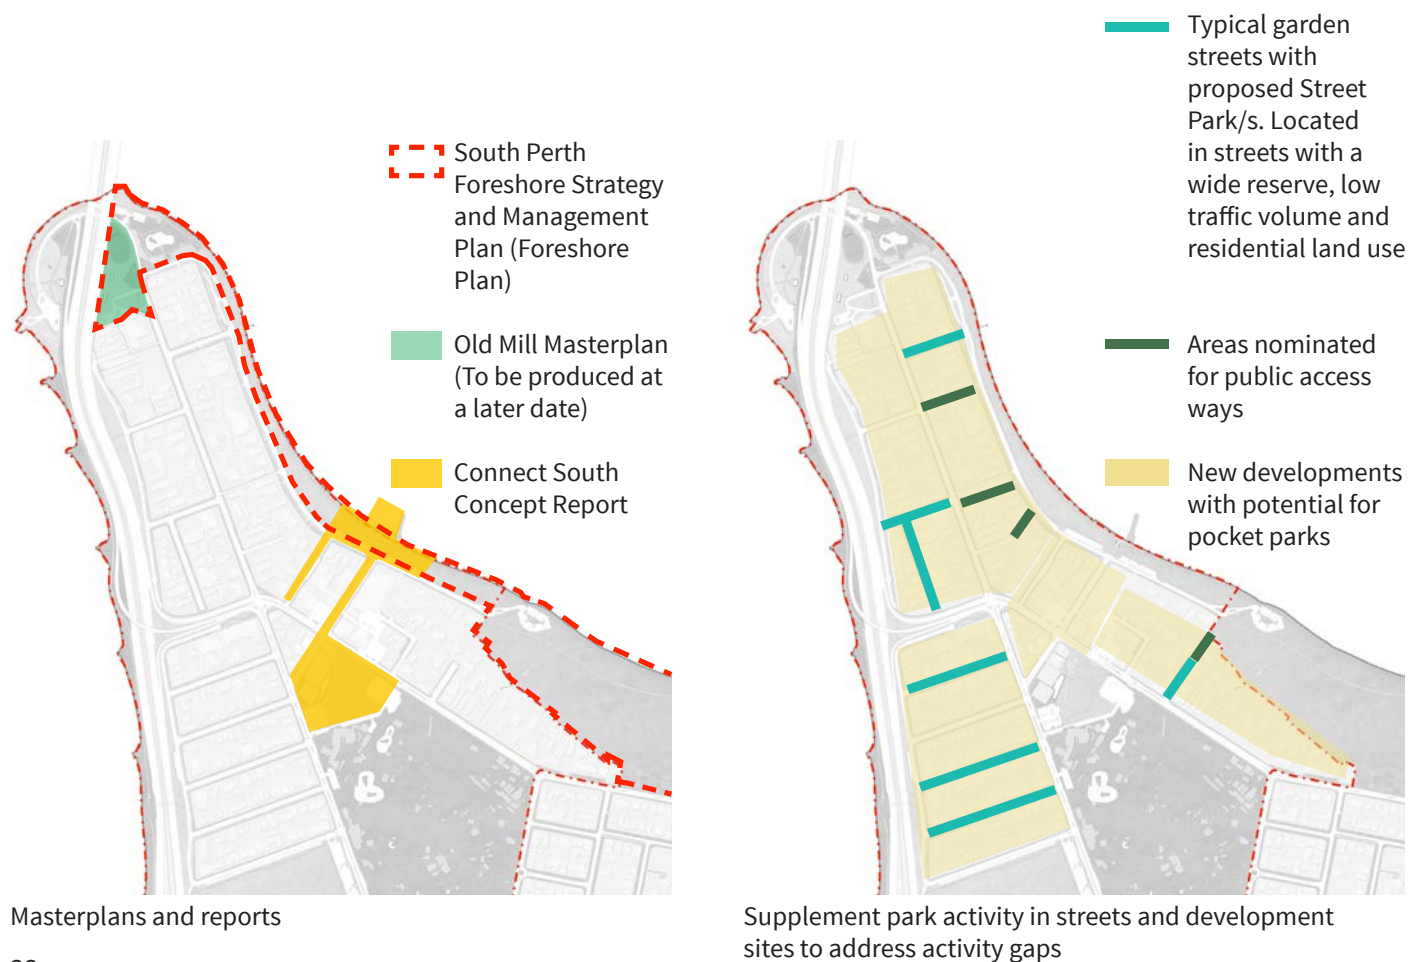 South Perth
Foreshore Strategy
and Management
Plan (Foreshore
Plan)
Old Mill Masterplan
(To be produced at
a later date)
Connect South
Concept Report
Masterplans and reports
Typical garden
streets with
proposed Street
Park/s. Located
in streets with a
wide reserve, low
traffic volume and
residential land use
Areas nominated
for public access
ways
New developments
with potential for
pocket parks
Supplement park activity in streets and development
sites to address activity gaps